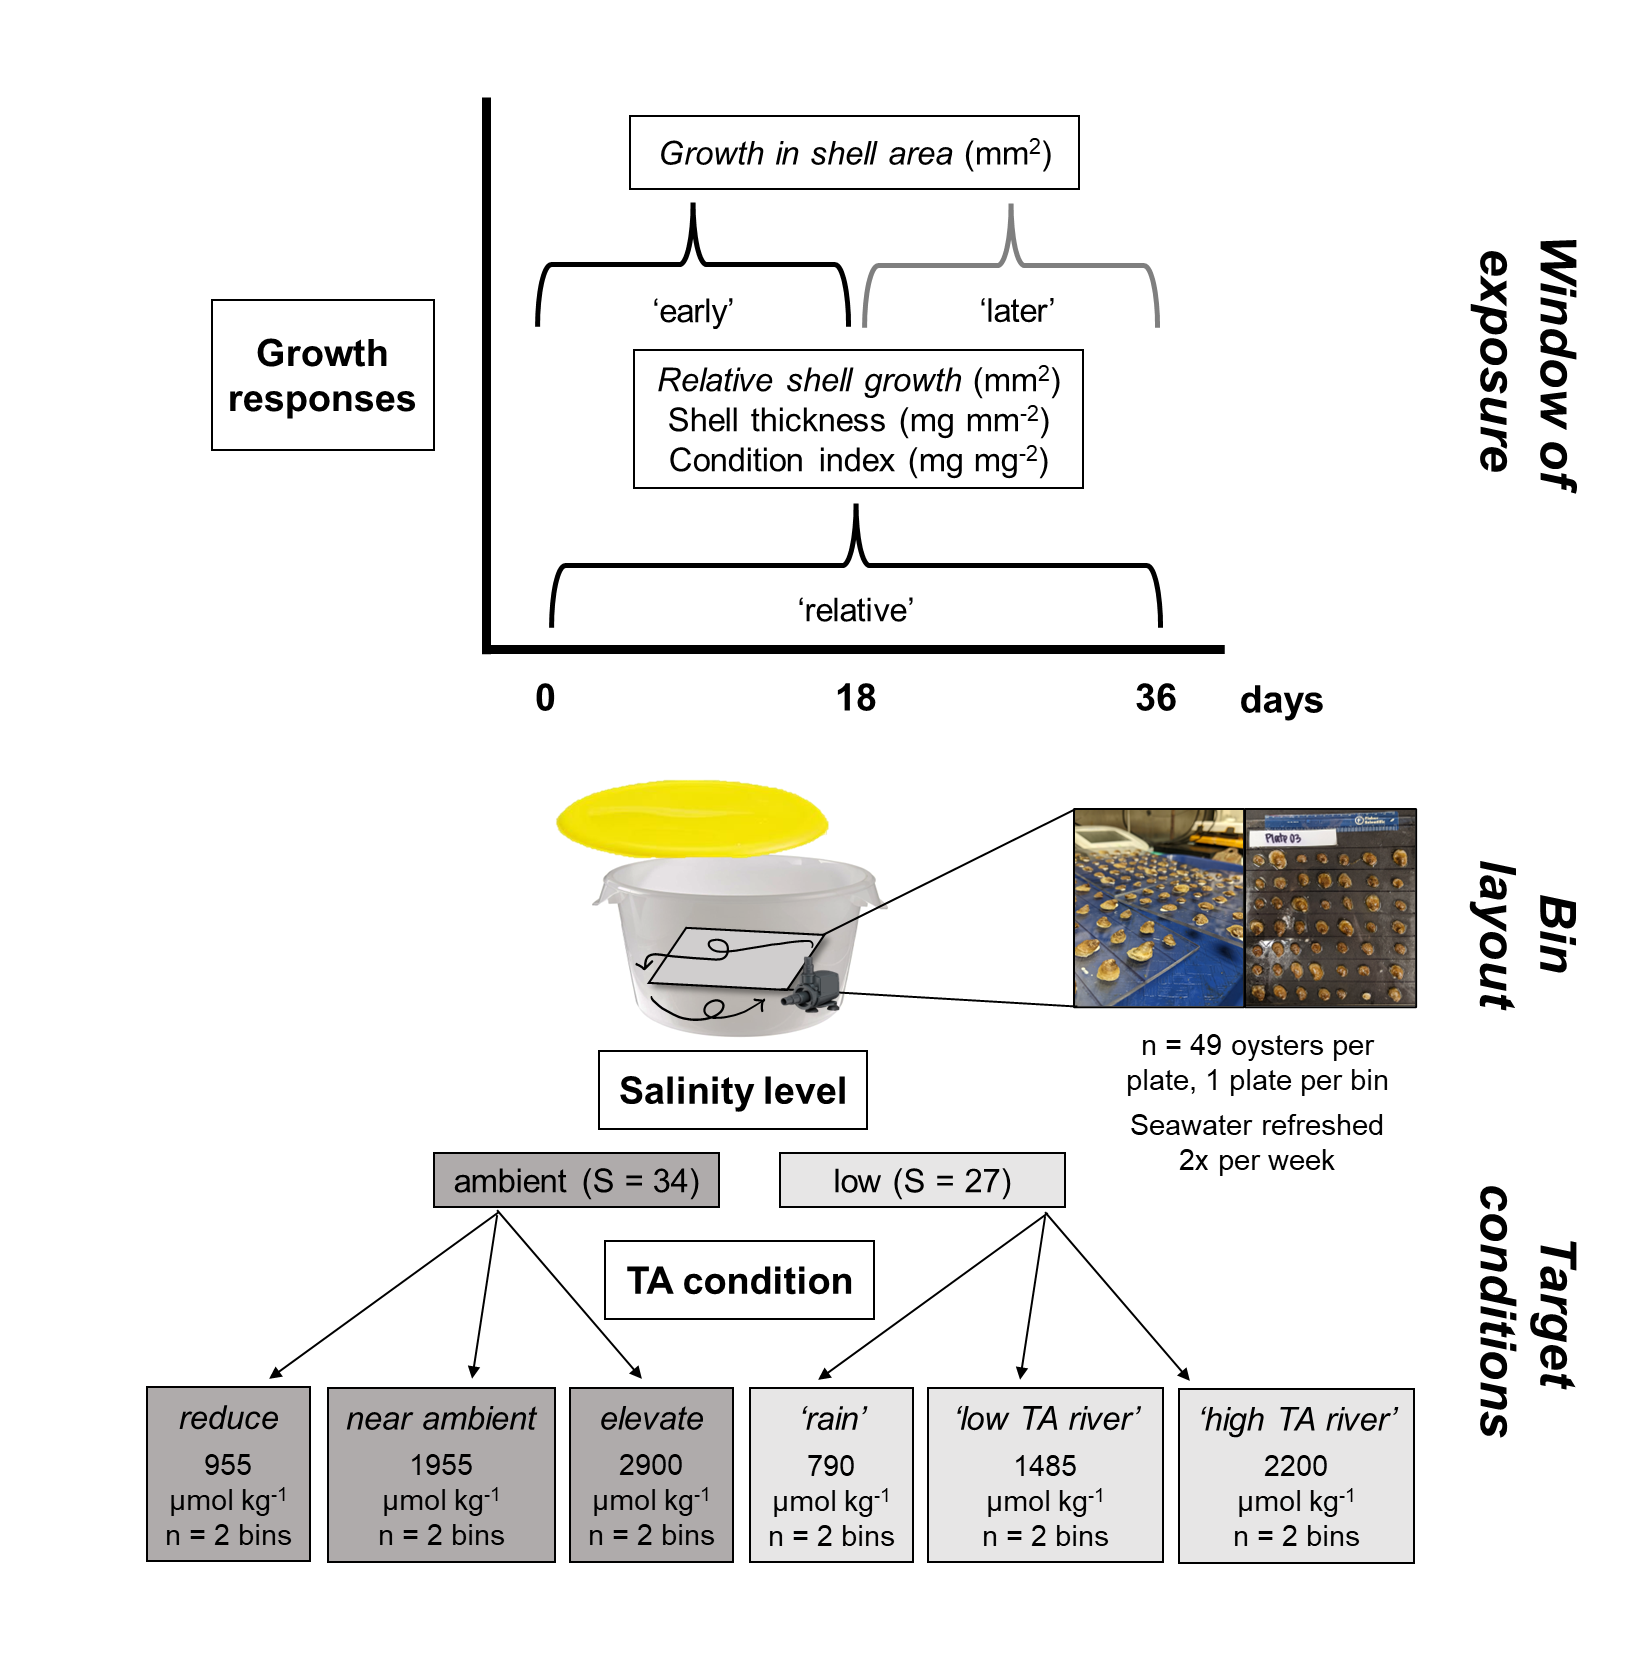 Growth in shell area (mm²)
‘early’
‘later’
Growth
responses
Relative shell growth (mm²)
Shell thickness (mg mm⁻²)
Condition index (mg mg⁻²)
‘relative’
0
18
36
days
Window of
exposure
Fisher
Scientific
Plate 03
Bin
layout
n = 49 oysters per
plate, 1 plate per bin
Seawater refreshed
2x per week
Salinity level
ambient (S = 34)
low (S = 27)
TA condition
Target
conditions
reduce
955
µmol kg⁻¹
n = 2 bins
near ambient
1955
µmol kg⁻¹
n = 2 bins
elevate
2900
µmol kg⁻¹
n = 2 bins
‘rain’
790
µmol kg⁻¹
n = 2 bins
‘low TA river’
1485
µmol kg⁻¹
n = 2 bins
‘high TA river’
2200
µmol kg⁻¹
n = 2 bins